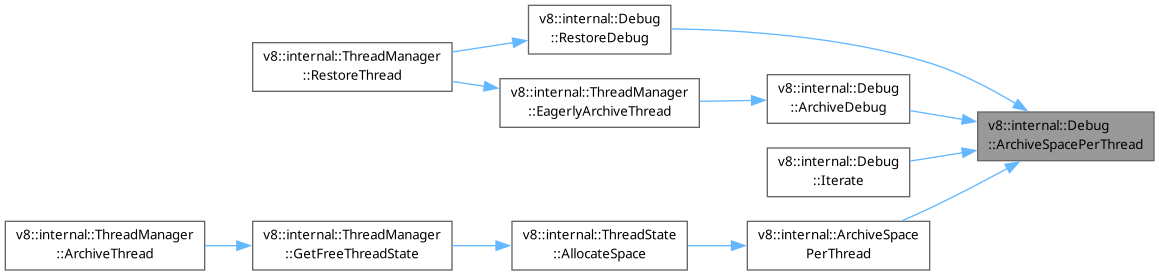 v8::internal::Debug
::RestoreDebug
v8::internal::ThreadManager
::RestoreThread
v8::internal::ThreadManager
::EagerlyArchiveThread
v8::internal::Debug
::ArchiveDebug
v8::internal::Debug
::ArchiveSpacePerThread
v8::internal::Debug
::Iterate
v8::internal::ThreadManager
::ArchiveThread
v8::internal::ThreadManager
::GetFreeThreadState
v8::internal::ThreadState
::AllocateSpace
v8::internal::ArchiveSpace
PerThread